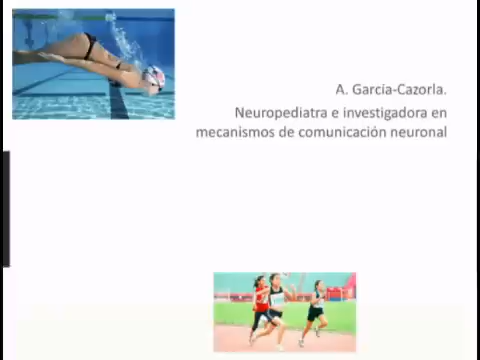 A. García-Cazorla.
Neuropediatra e investigadora en
mecanismos de comunicación neuronal